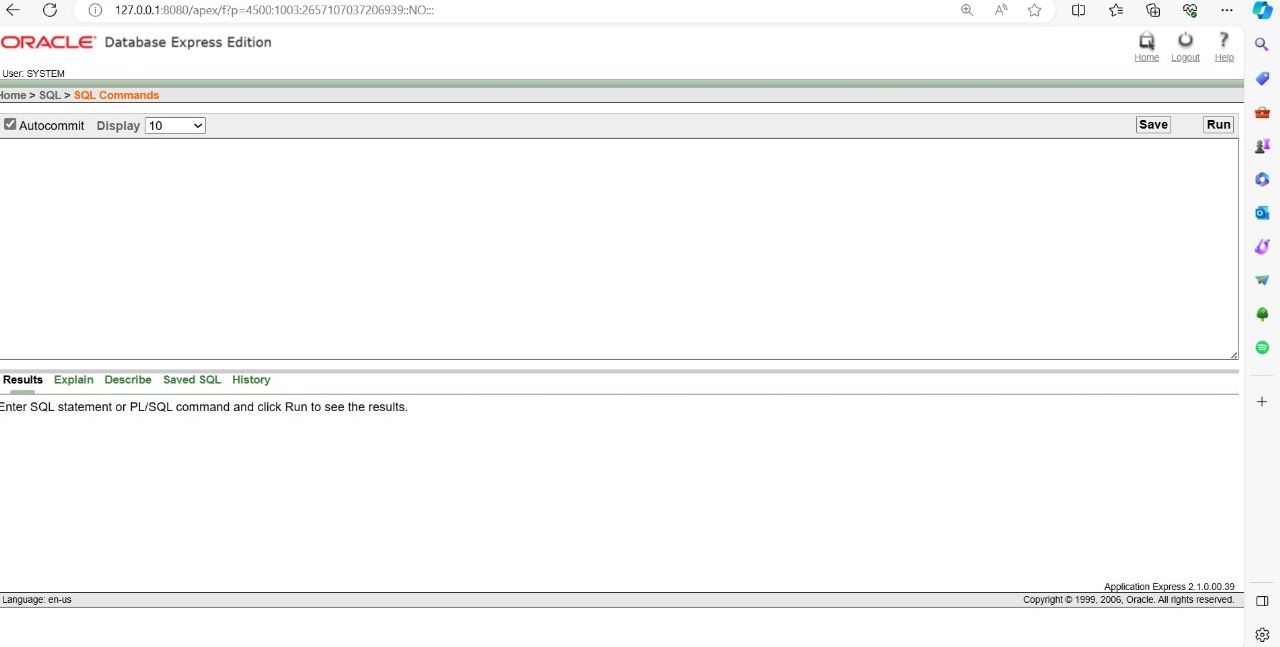 127.0.0.1:8080/apex/f?p=4500:1003:2657107037206939::NO:::
ORACLE® Database Express Edition
Home Logout Help
User: SYSTEM
Home > SQL > SQL Commands
Autocommit Display 10 Save Run
Results Explain Describe Saved SQL History
Enter SQL statement or PL/SQL command and click Run to see the results.
Application Express 2.1.0.00.39
Language: en-us Copyright © 1999, 2006, Oracle. All rights reserved.